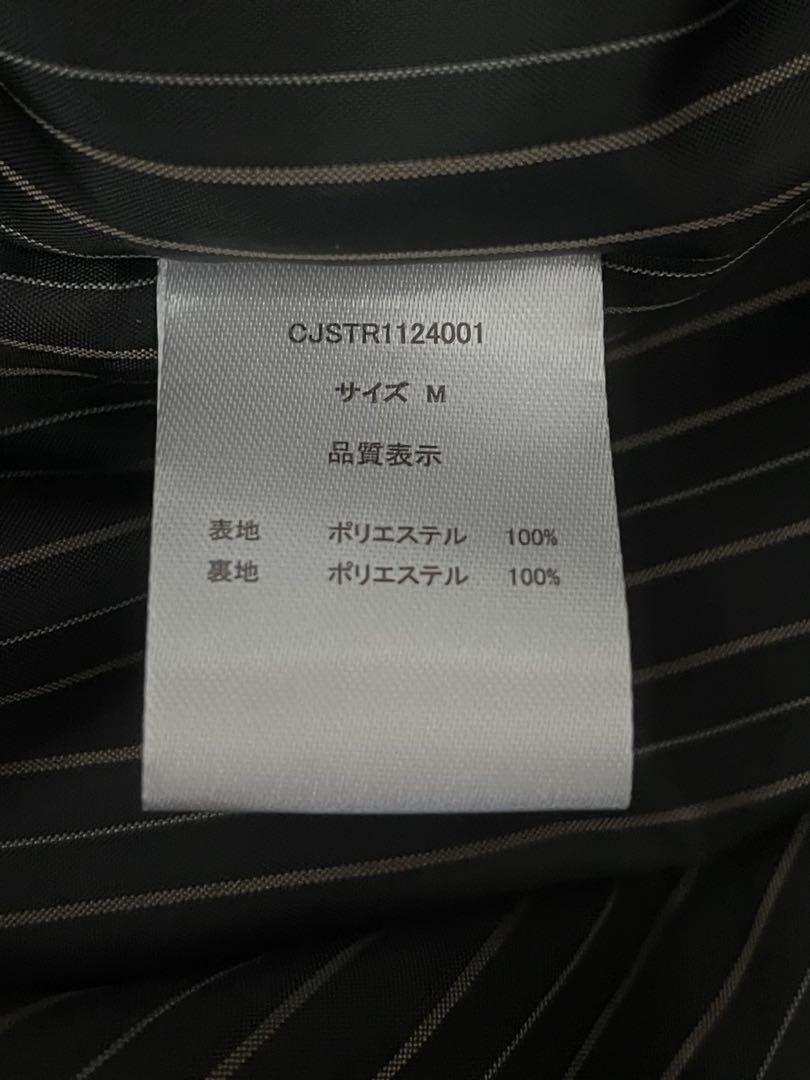 CJSTR1124001
サイズ M
品質表示
表地 ポリエステル 100%
裏地 ポリエステル 100%